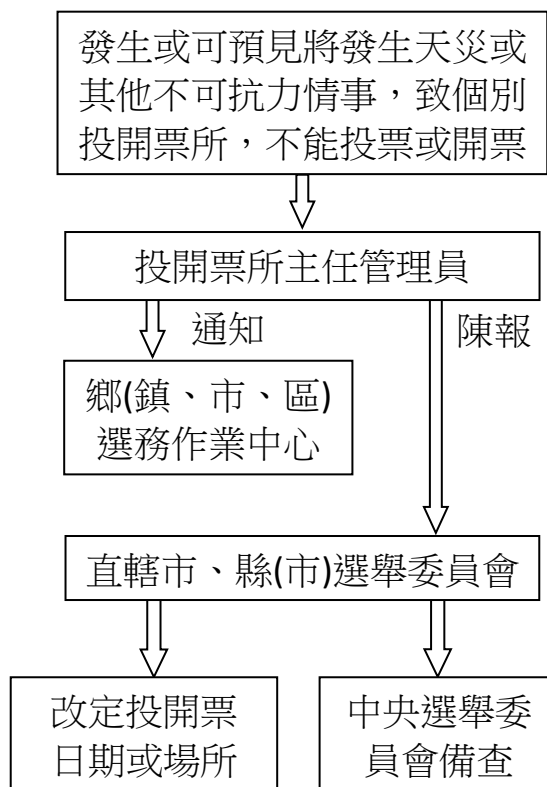 發生或可預見將發生天災或
其他不可抗力情事，致個別
投開票所，不能投票或開票
投開票所主任管理員
通知
陳報
鄉(鎮、市、區)
選務作業中心
直轄市、縣(市)選舉委員會
改定投開票
日期或場所
中央選舉委
員會備查